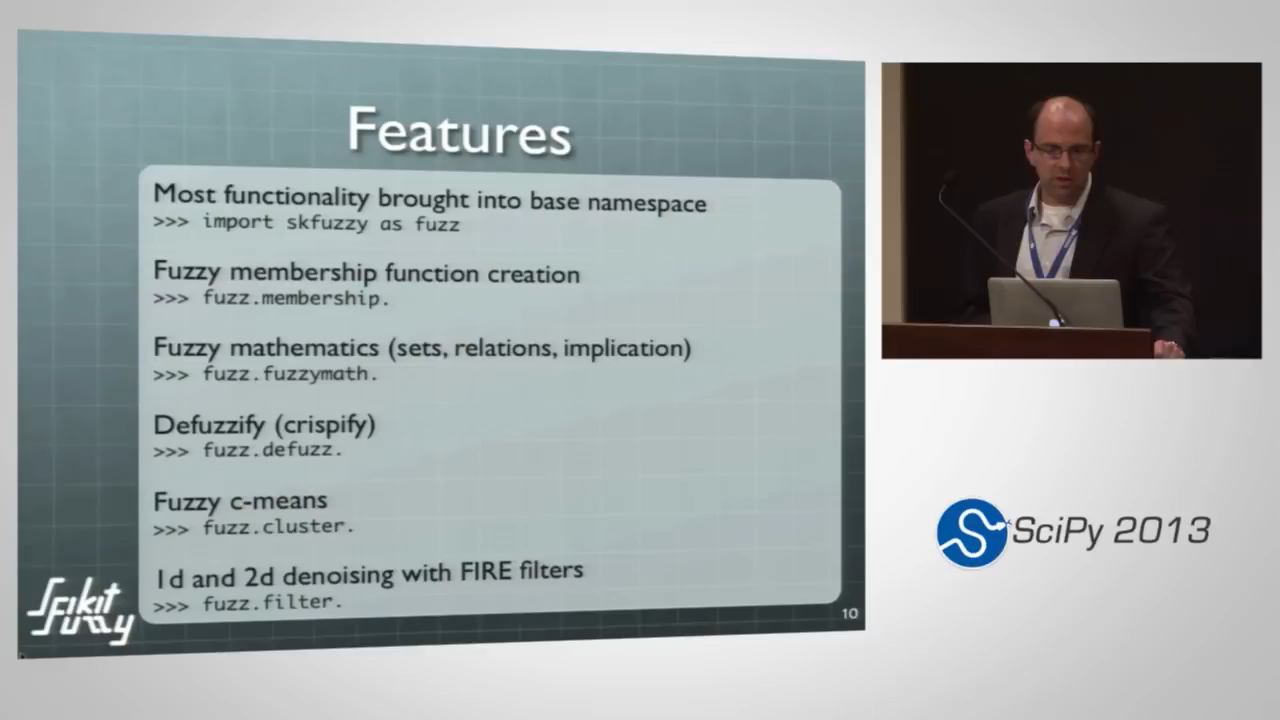 Features
Most functionality brought into base namespace
>>> import skfuzzy as fuzz
Fuzzy membership function creation
>>> fuzz.membership.
Fuzzy mathematics (sets, relations, implication)
>>> fuzz.fuzzymath.
Defuzzify (crispify)
>>> fuzz.defuzz.
Fuzzy c-means
>>> fuzz.cluster.
1d and 2d denoising with FIRE filters
>>> fuzz.filter.
Scikit
Fuzzy
10
SciPy 2013